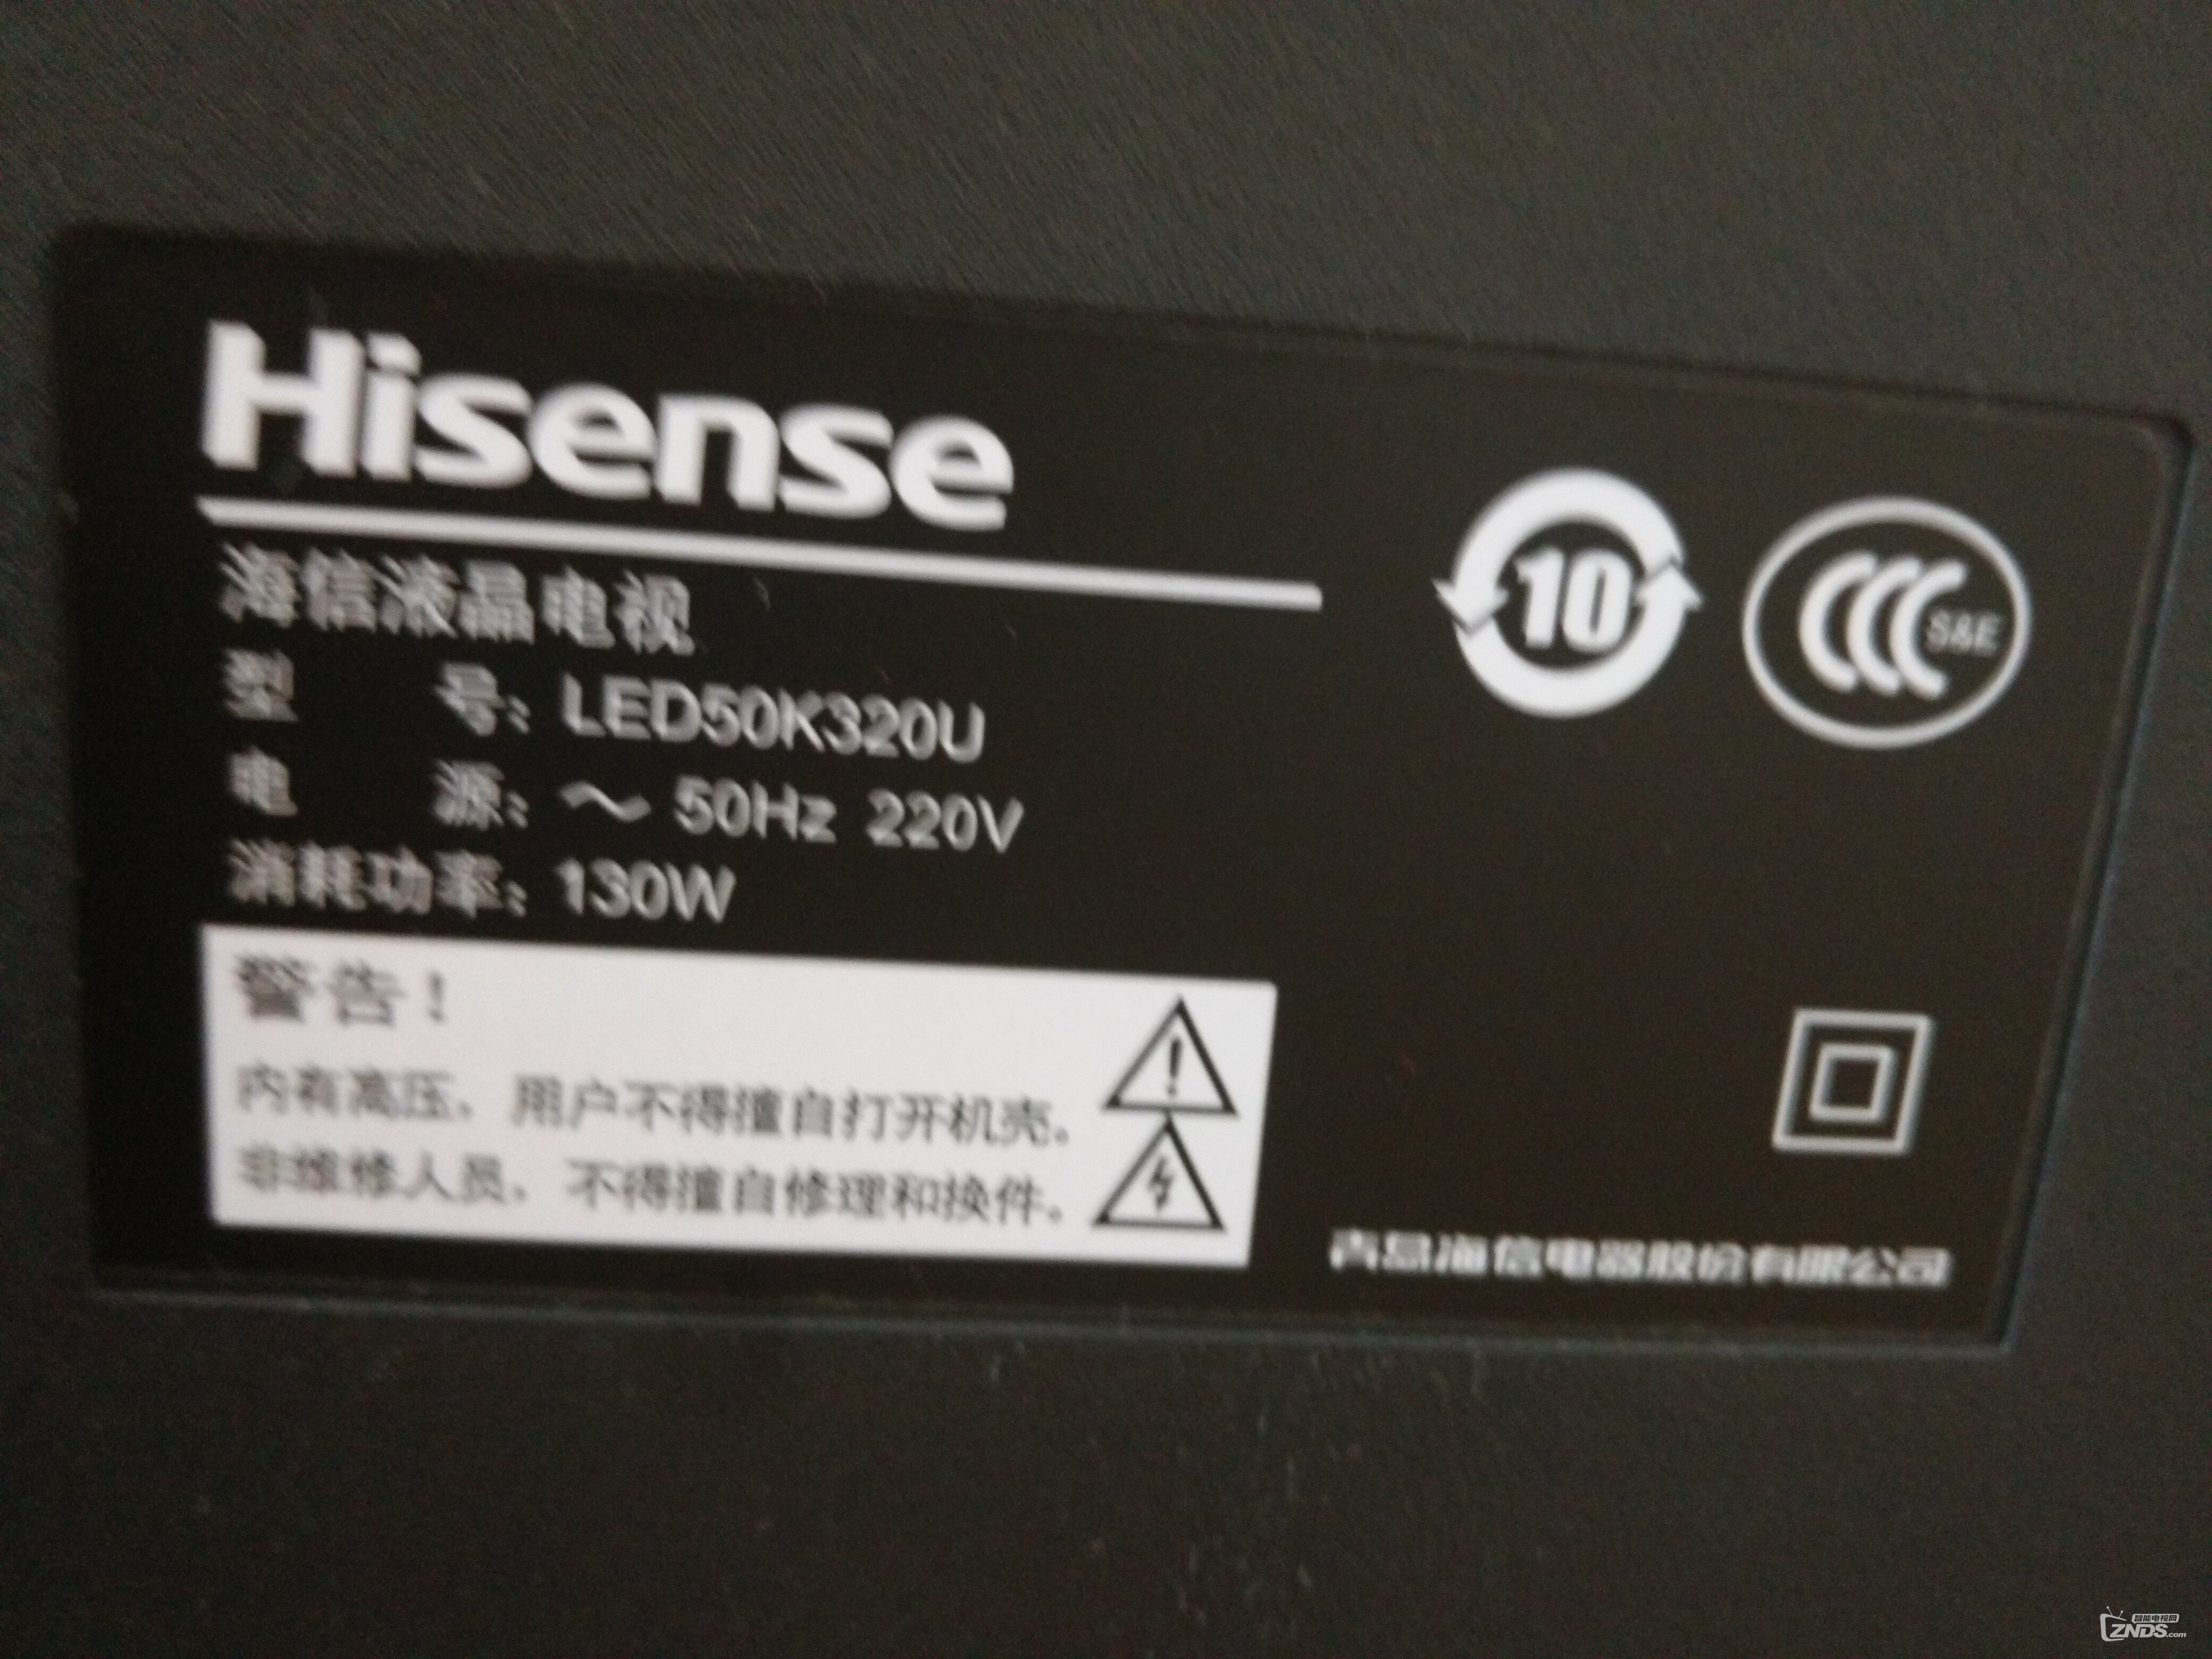 Hisense
海信液晶电视
型 号: LED50K320U
电 源: ～ 50Hz 220V
消耗功率: 130W
10
CCC S&E
警告!
内有高压，用户不得擅自打开机壳。
非维修人员，不得擅自修理和换件。
青岛海信电器股份有限公司
智能电视网
ZNDS.com